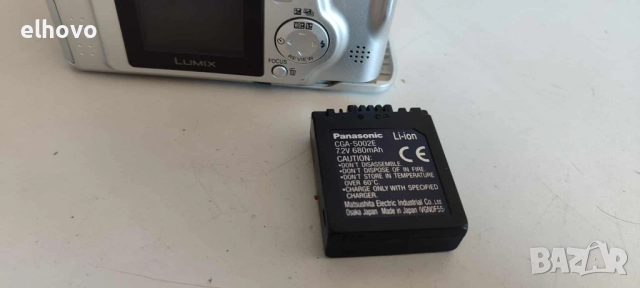 elhovo
LUMIX
REVIEW
FOCUS
Panasonic Li-ion
CGA-S002E
7.2V 680mAh
CAUTION:
•DON'T DISASSEMBLE.
•DON'T DISPOSE OF IN FIRE.
•DON'T STORE IN TEMPERATURE
OVER 60°C.
•CHARGE ONLY WITH SPECIFIED
CHARGER.
CE
Matsushita Electric Industrial Co., Ltd.
Osaka Japan Made in Japan
BAZAR
bg